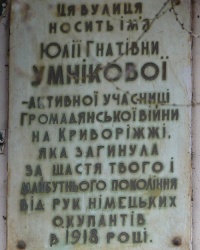 ЦЯ ВУЛИЦЯ
НОСИТЬ ІМ'Я
ЮЛІЇ ГНАТІВНИ
УМНІКОВОЇ
-АКТИВНОЇ УЧАСНИЦІ
ГРОМАДЯНСЬКОЇ ВІЙНИ
НА КРИВОРІЖЖІ,
ЯКА ЗАГИНУЛА
ЗА ЩАСТЯ ТВОГО І
МАЙБУТНЬОГО ПОКОЛІННЯ
ВІД РУК НІМЕЦЬКИХ
ОКУПАНТІВ
В 1918 РОЦІ.